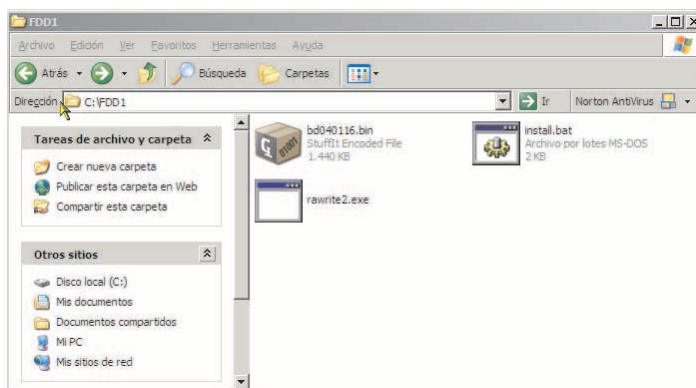 FDD1
Archivo Edición Ver Favoritos Herramientas Ayuda
Atrás Búsqueda Carpetas
Dirección C:\FDD1 Ir Norton AntiVirus
Tareas de archivo y carpeta
Crear nueva carpeta
Publicar esta carpeta en Web
Compartir esta carpeta
Otros sitios
Disco local (C:)
Mis documentos
Documentos compartidos
Mi PC
Mis sitios de red
bd040116.bin
StuffIt Encoded File
1.440 KB
install.bat
Archivo por lotes MS-DOS
2 KB
rawrite2.exe